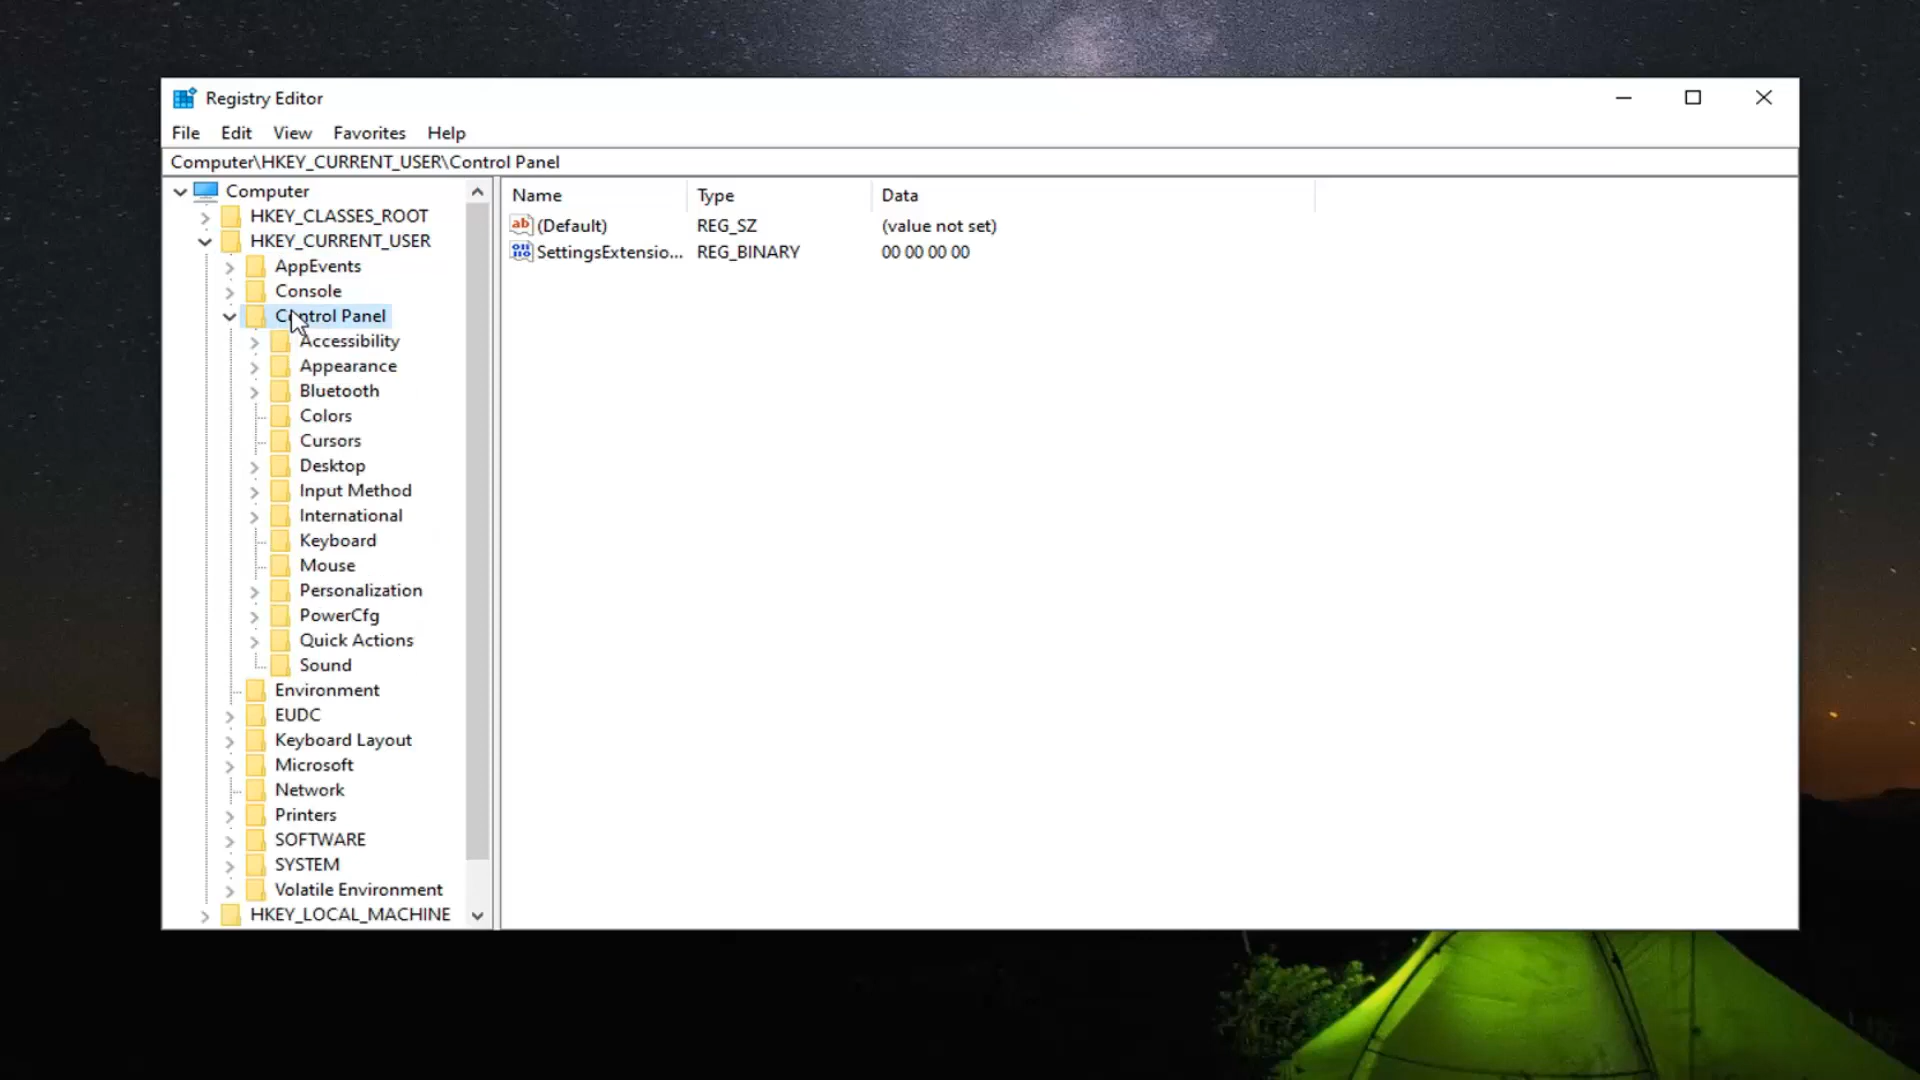 Registry Editor
File Edit View Favorites Help
Computer\HKEY_CURRENT_USER\Control Panel
Computer
HKEY_CLASSES_ROOT
HKEY_CURRENT_USER
AppEvents
Console
Control Panel
Accessibility
Appearance
Bluetooth
Colors
Cursors
Desktop
Input Method
International
Keyboard
Mouse
Personalization
PowerCfg
Quick Actions
Sound
Environment
EUDC
Keyboard Layout
Microsoft
Network
Printers
SOFTWARE
SYSTEM
Volatile Environment
HKEY_LOCAL_MACHINE
Name Type Data
(Default) REG_SZ (value not set)
SettingsExtensio... REG_BINARY 00 00 00 00